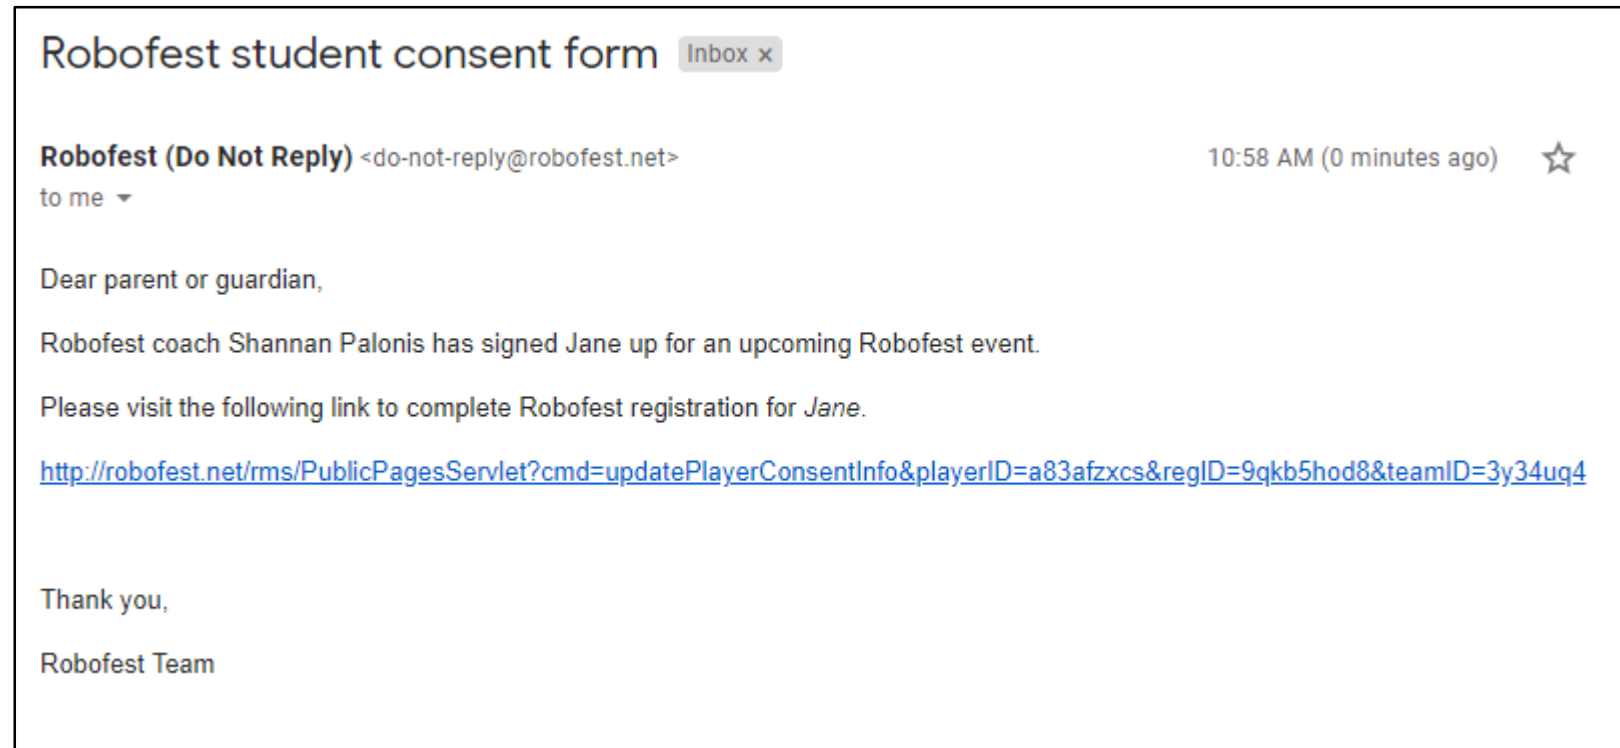 Robofest student consent form Inbox x
Robofest (Do Not Reply) <do-not-reply@robofest.net> 10:58 AM (0 minutes ago)
to me
Dear parent or guardian,
Robofest coach Shannan Palonis has signed Jane up for an upcoming Robofest event.
Please visit the following link to complete Robofest registration for Jane.
http://robofest.net/rms/PublicPagesServlet?cmd=updatePlayerConsentInfo&playerID=a83afzxcs&regID=9qkb5hod8&teamID=3y34uq4
Thank you,
Robofest Team